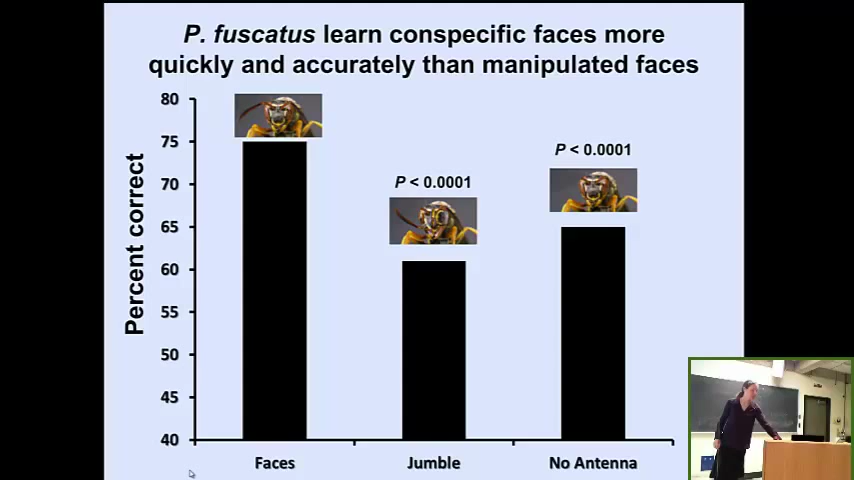 P. fuscatus learn conspecific faces more
quickly and accurately than manipulated faces
Percent correct
80
75
70
65
60
55
50
45
40
P < 0.0001
P < 0.0001
Faces
Jumble
No Antenna